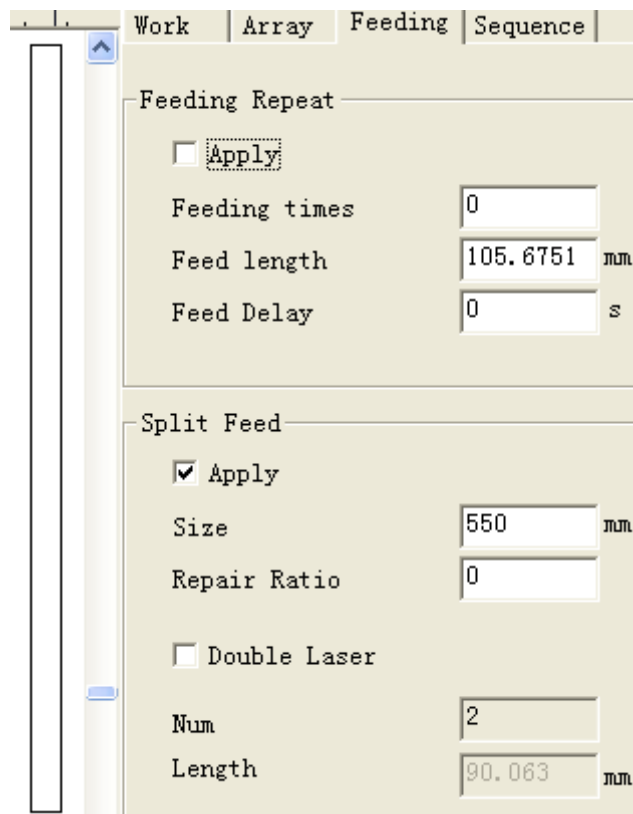 Work Array Feeding Sequence
Feeding Repeat
Apply
Feeding times 0
Feed length 105.6751 mm
Feed Delay 0 s
Split Feed
Apply
Size 550 mm
Repair Ratio 0
Double Laser
Num 2
Length 90.063 mm